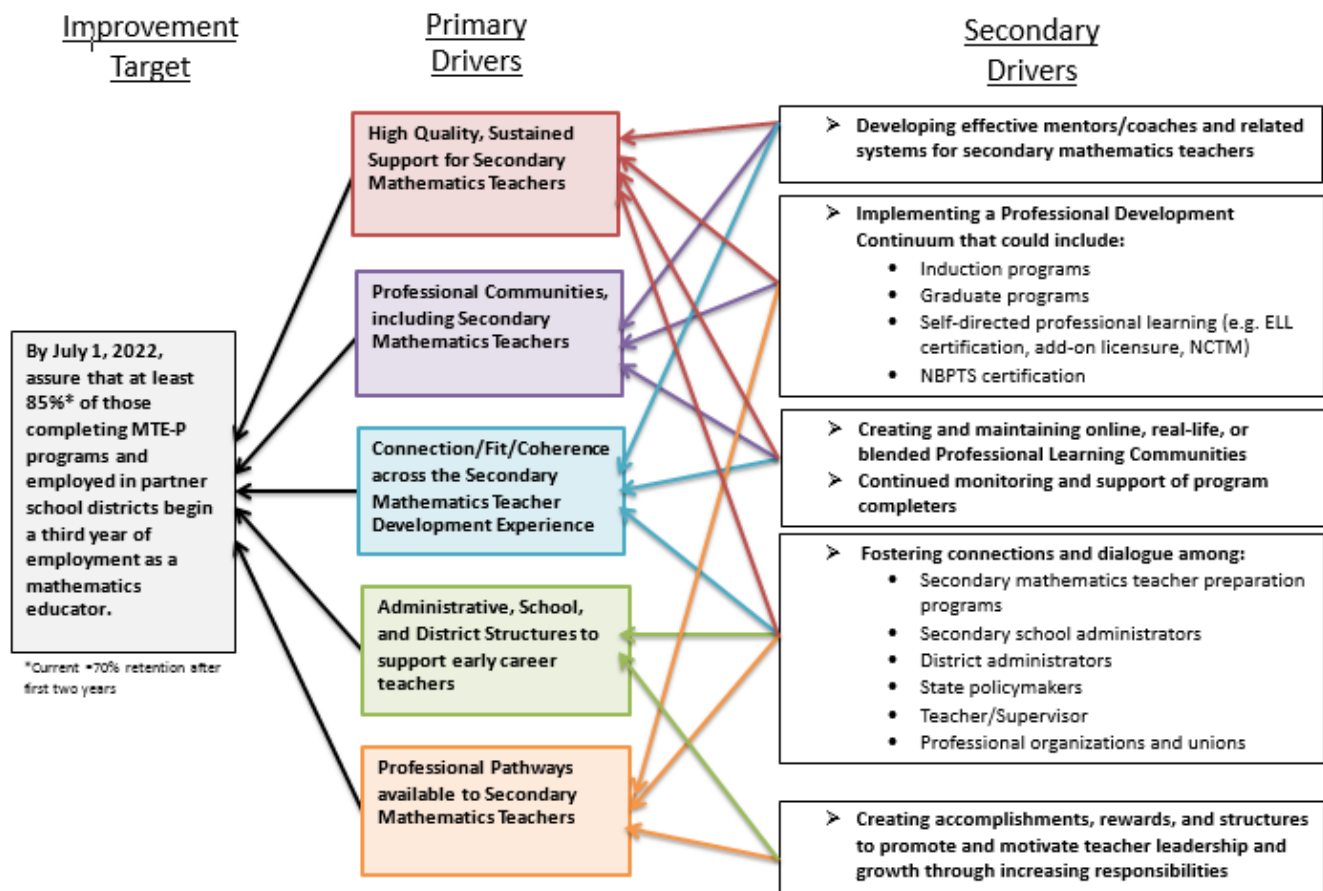 Improvement
Target
Primary
Drivers
Secondary
Drivers
By July 1, 2022,
assure that at least
85%* of those
completing MTE-P
programs and
employed in partner
school districts begin
a third year of
employment as a
mathematics
educator.
*Current =70% retention after
first two years
High Quality, Sustained
Support for Secondary
Mathematics Teachers
Professional Communities,
including Secondary
Mathematics Teachers
Connection/Fit/Coherence
across the Secondary
Mathematics Teacher
Development Experience
Administrative, School,
and District Structures to
support early career
teachers
Professional Pathways
available to Secondary
Mathematics Teachers
➢ Developing effective mentors/coaches and related
systems for secondary mathematics teachers
➢ Implementing a Professional Development
Continuum that could include:
• Induction programs
• Graduate programs
• Self-directed professional learning (e.g. ELL
certification, add-on licensure, NCTM)
• NBPTS certification
➢ Creating and maintaining online, real-life, or
blended Professional Learning Communities
➢ Continued monitoring and support of program
completers
➢ Fostering connections and dialogue among:
• Secondary mathematics teacher preparation
programs
• Secondary school administrators
• District administrators
• State policymakers
• Teacher/Supervisor
• Professional organizations and unions
➢ Creating accomplishments, rewards, and structures
to promote and motivate teacher leadership and
growth through increasing responsibilities